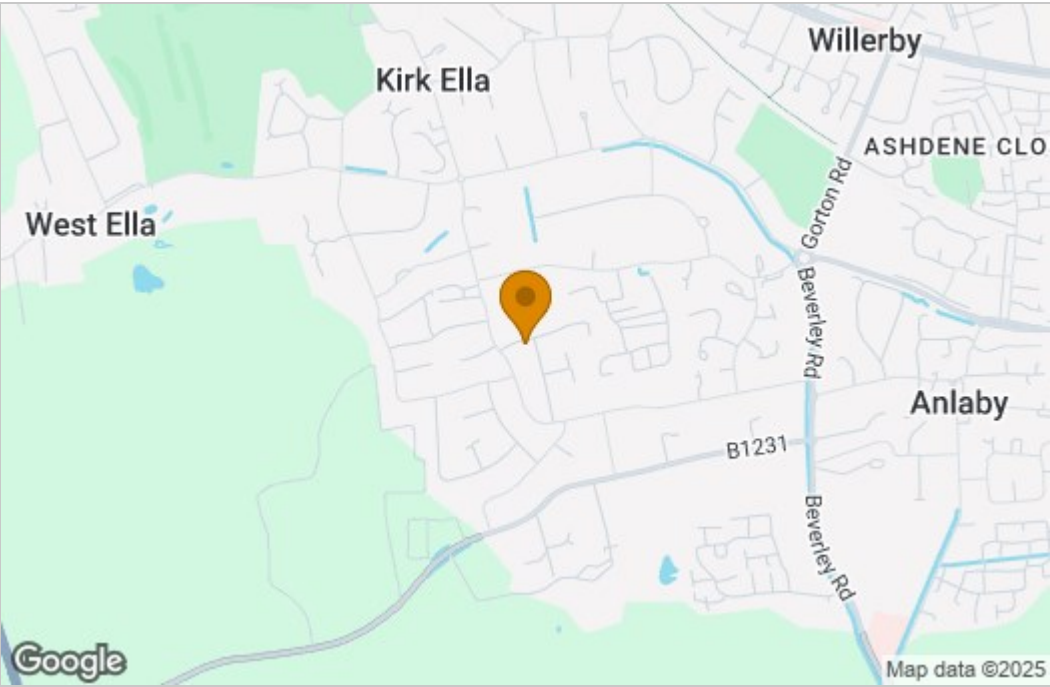 Willerby
Kirk Ella
ASHDENE CLO
Gorton Rd
West Ella
Beverley Rd
Anlaby
B1231
Beverley Rd
Google
Map data ©2025